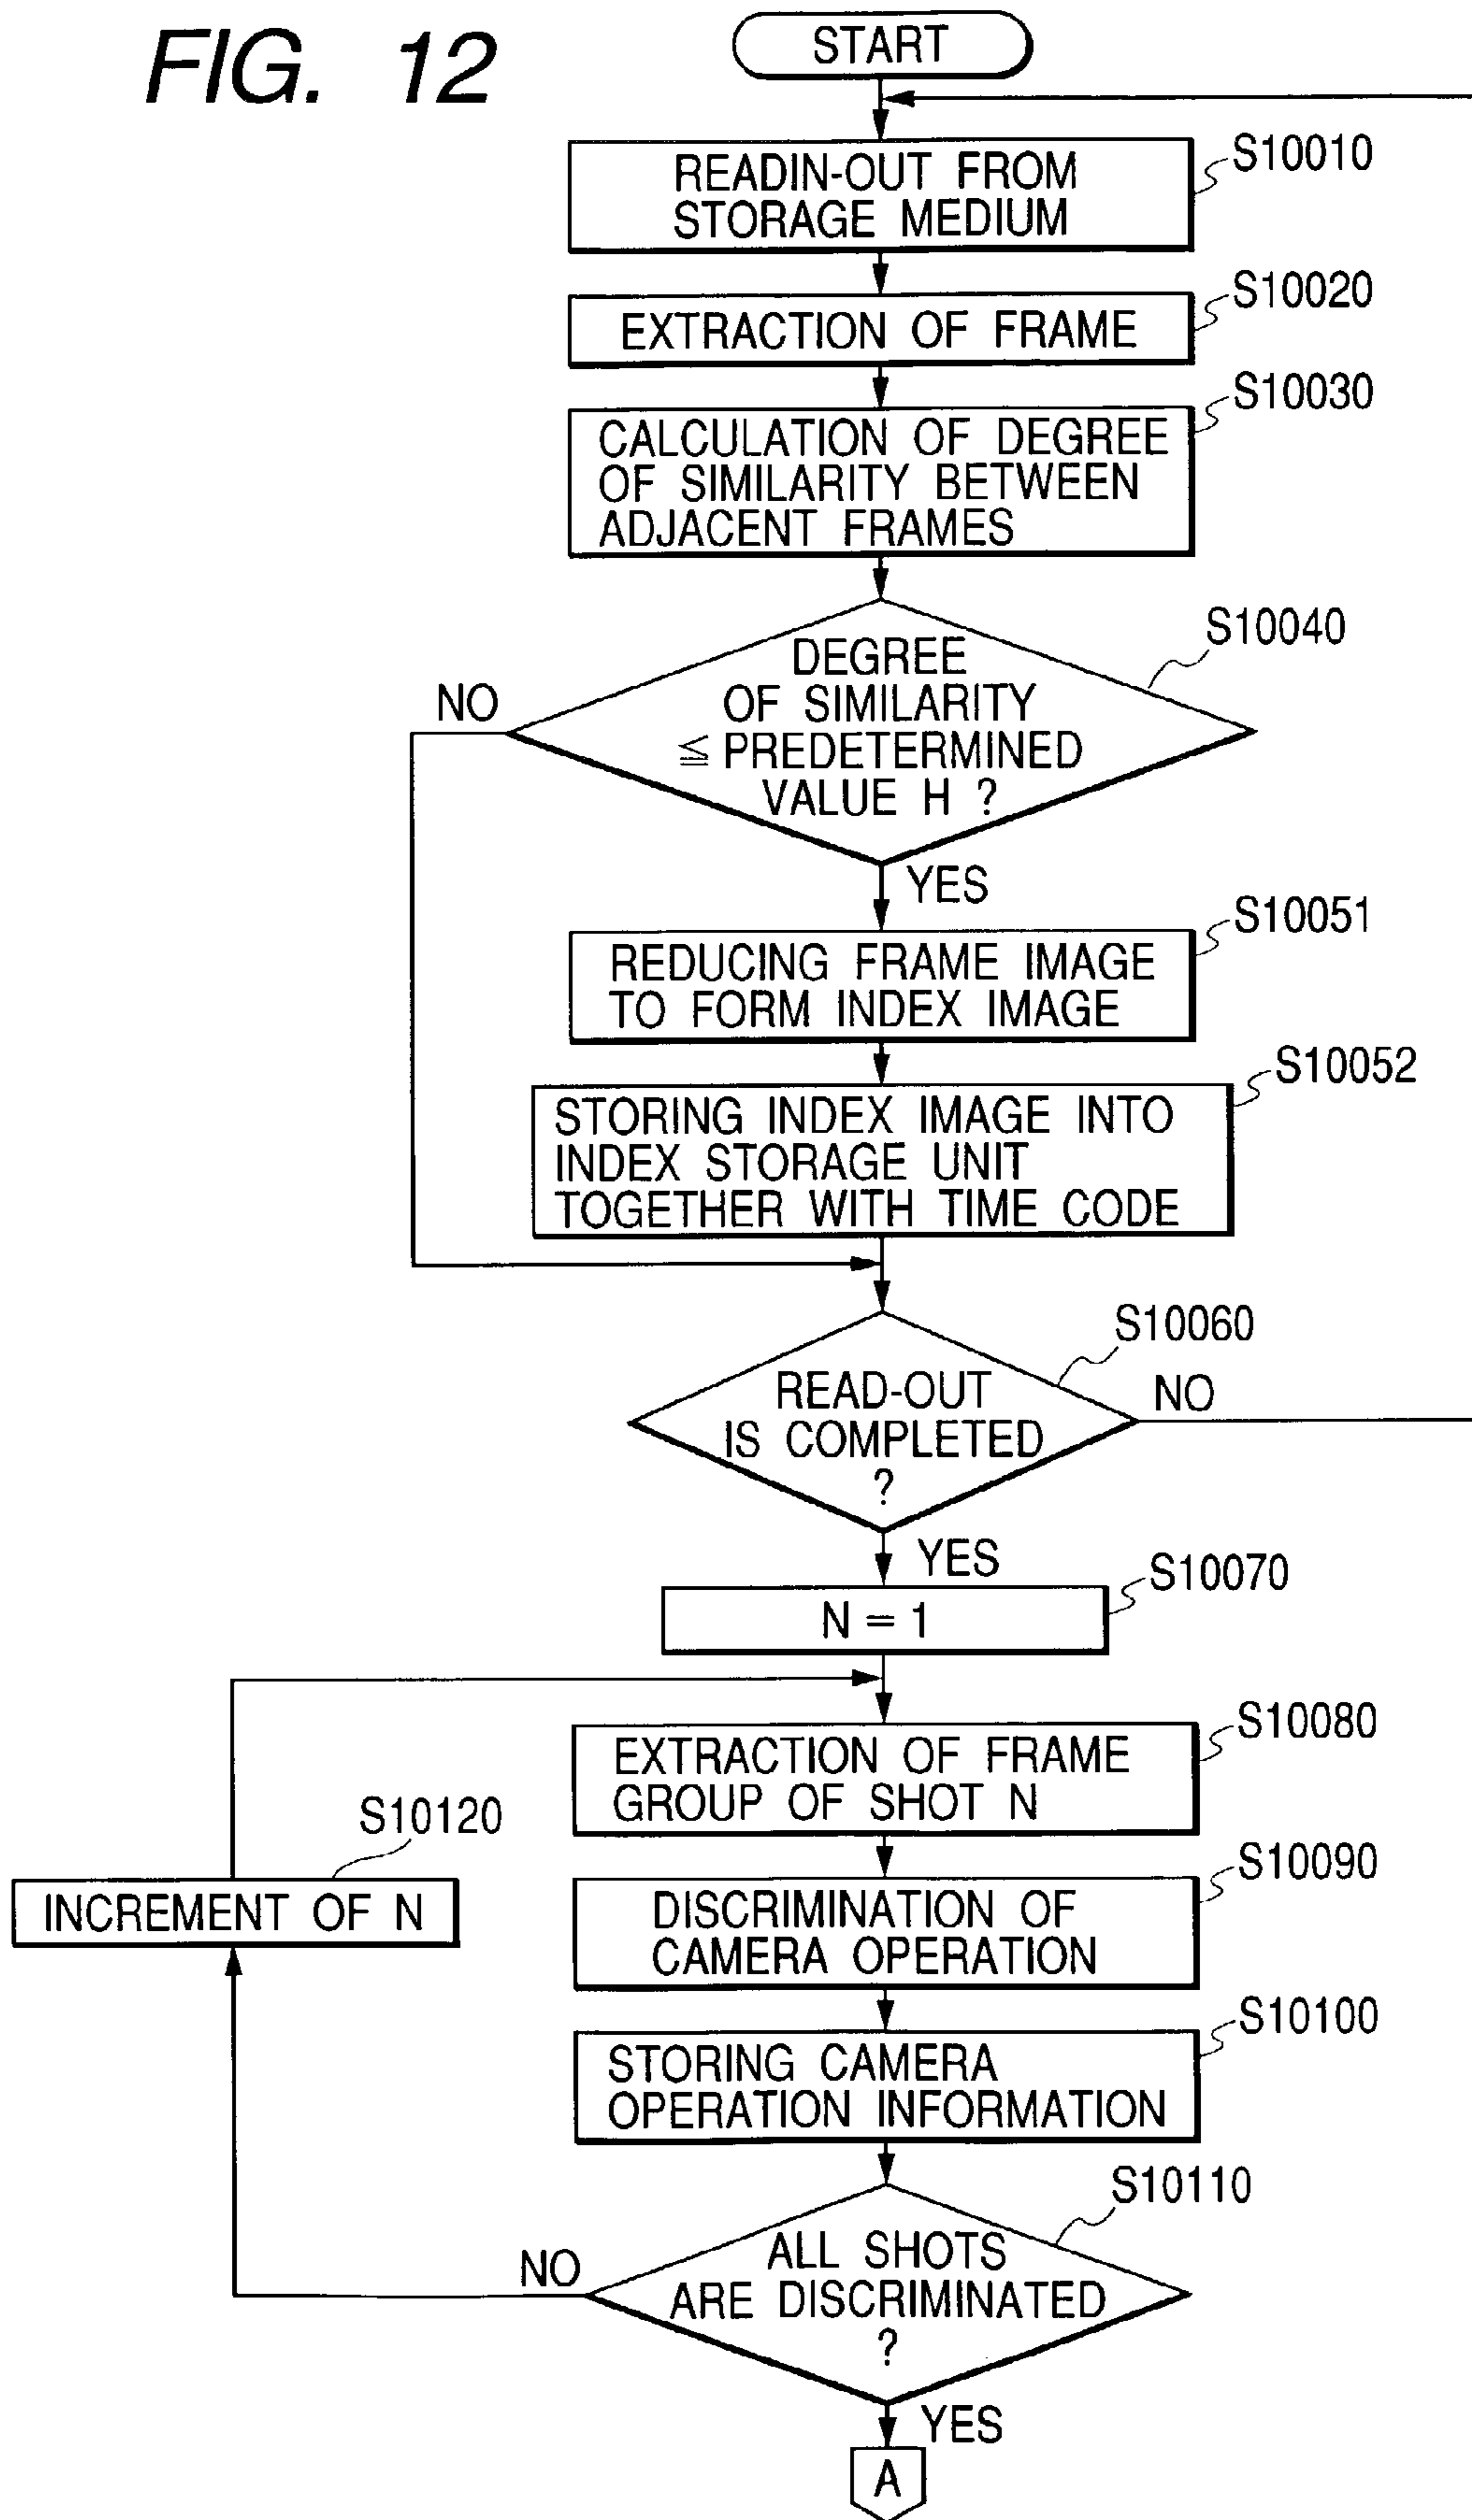 FIG. 12
START
READIN-OUT FROM
STORAGE MEDIUM
S10010
EXTRACTION OF FRAME
S10020
CALCULATION OF DEGREE
OF SIMILARITY BETWEEN
ADJACENT FRAMES
S10030
DEGREE
OF SIMILARITY
≦ PREDETERMINED
VALUE H ?
S10040
NO
YES
REDUCING FRAME IMAGE
TO FORM INDEX IMAGE
S10051
STORING INDEX IMAGE INTO
INDEX STORAGE UNIT
TOGETHER WITH TIME CODE
S10052
READ-OUT
IS COMPLETED
?
S10060
NO
YES
N = 1
S10070
EXTRACTION OF FRAME
GROUP OF SHOT N
S10080
S10120
INCREMENT OF N
DISCRIMINATION OF
CAMERA OPERATION
S10090
STORING CAMERA
OPERATION INFORMATION
S10100
ALL SHOTS
ARE DISCRIMINATED
?
S10110
NO
YES
A